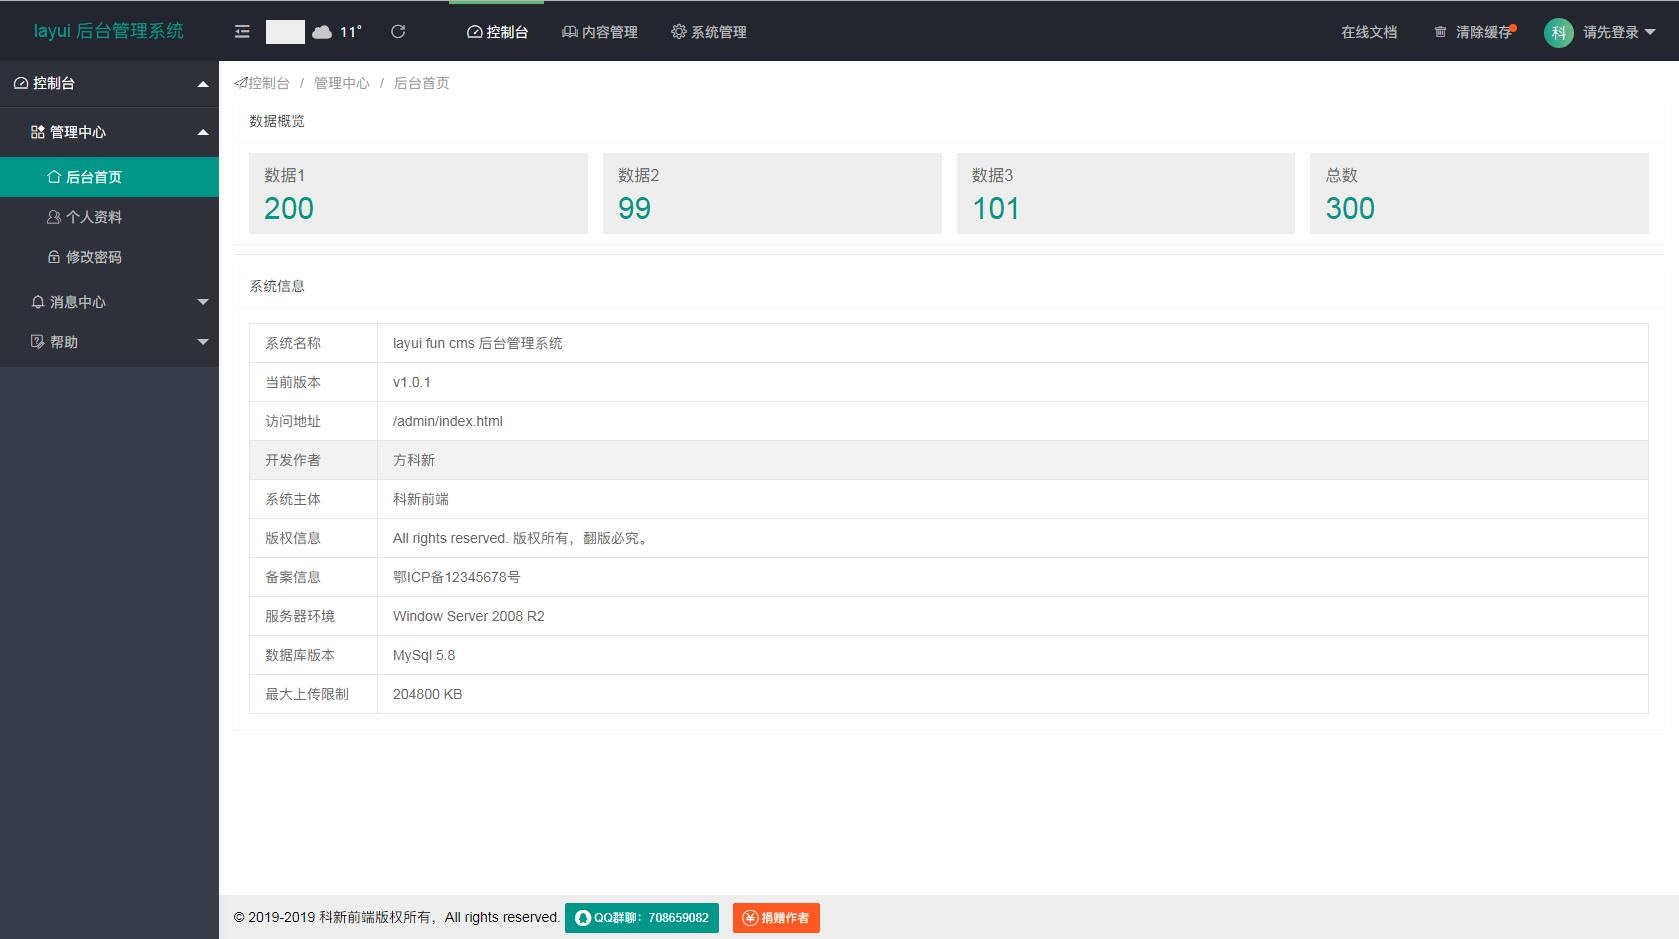 layui 后台管理系统
11°
控制台 内容管理 系统管理
在线文档 清除缓存 科 请先登录
控制台
管理中心
后台首页
个人资料
修改密码
消息中心
帮助
控制台 / 管理中心 / 后台首页
数据概览
数据1
200
数据2
99
数据3
101
总数
300
系统信息
系统名称 layui fun cms 后台管理系统
当前版本 v1.0.1
访问地址 /admin/index.html
开发作者 方科新
系统主体 科新前端
版权信息 All rights reserved. 版权所有，翻版必究。
备案信息 鄂ICP备12345678号
服务器环境 Window Server 2008 R2
数据库版本 MySql 5.8
最大上传限制 204800 KB
© 2019-2019 科新前端版权所有，All rights reserved. QQ群聊：708659082 捐赠作者